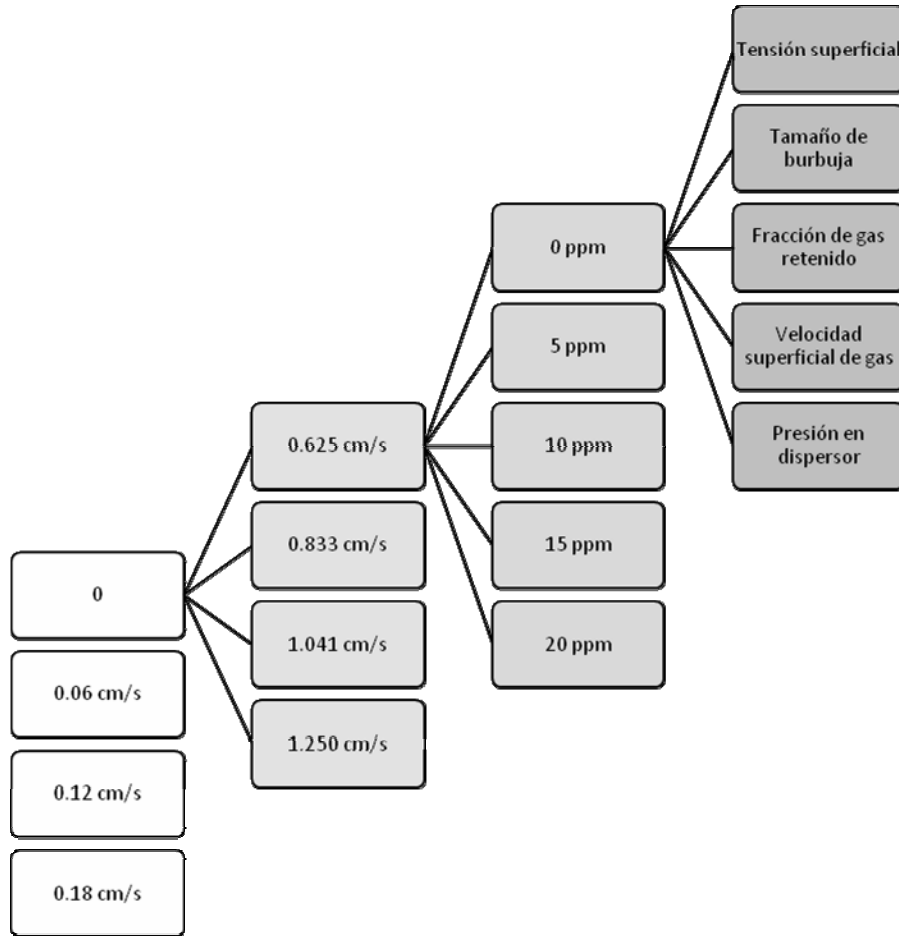 0
0.06 cm/s
0.12 cm/s
0.18 cm/s
0.625 cm/s
0.833 cm/s
1.041 cm/s
1.250 cm/s
0 ppm
5 ppm
10 ppm
15 ppm
20 ppm
Tensión superficial
Tamaño de
burbuja
Fracción de gas
retenido
Velocidad
superficial de gas
Presión en
dispersor